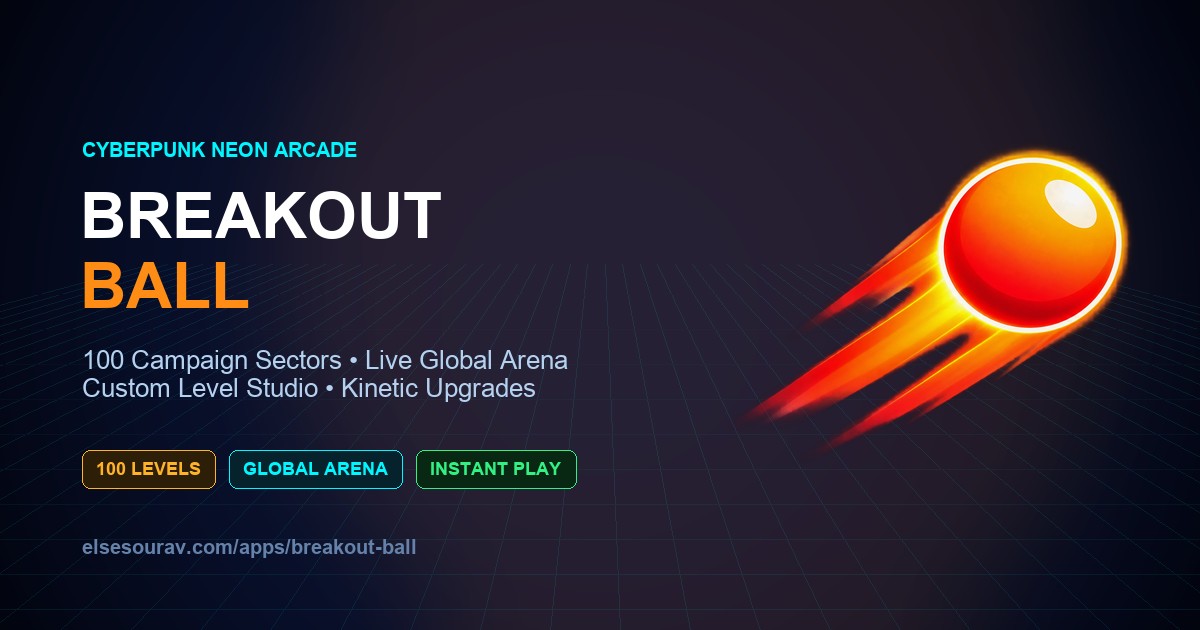 CYBERPUNK NEON ARCADE
BREAKOUT
BALL
100 Campaign Sectors • Live Global Arena
Custom Level Studio • Kinetic Upgrades
100 LEVELS
GLOBAL ARENA
INSTANT PLAY
elsesourav.com/apps/breakout-ball